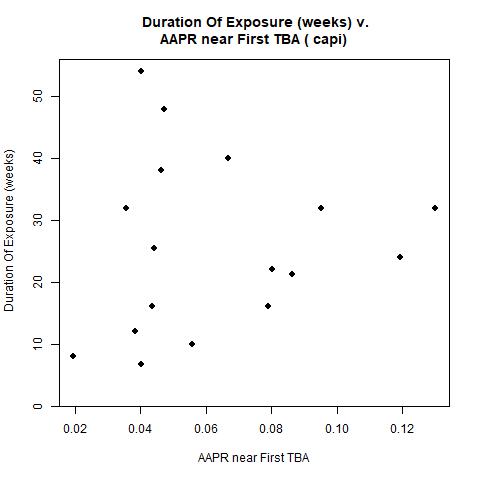 Duration Of Exposure (weeks) v.
AAPR near First TBA ( capi)
Duration Of Exposure (weeks)
50
40
30
20
10
0
0.02 0.04 0.06 0.08 0.10 0.12
AAPR near First TBA